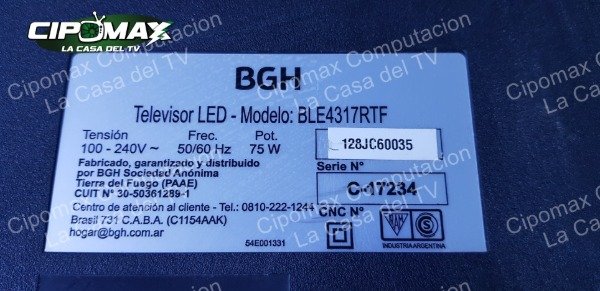 CIPOMAX
LA CASA DEL TV
Cipomax Computacion
La Casa del TV
Cipomax Computacion
La Casa del TV
Cipomax Computacion
La Casa del TV
Cipomax Computacion
La Casa del TV
BGH
Televisor LED - Modelo: BLE4317RTF
Tensión Frec. Pot.
100 - 240V~ 50/60 Hz 75 W
128JC60035
Serie N°
Fabricado, garantizado y distribuido
por BGH Sociedad Anónima
Tierra del Fuego (PAAE)
CUIT N° 30-50361289-1
C-17234
CNC N°
Centro de atención al cliente - Tel.: 0810-222-1244
Brasil 731 C.A.B.A. (C1154AAK)
hogar@bgh.com.ar
54E001331
S
INDUSTRIA ARGENTINA